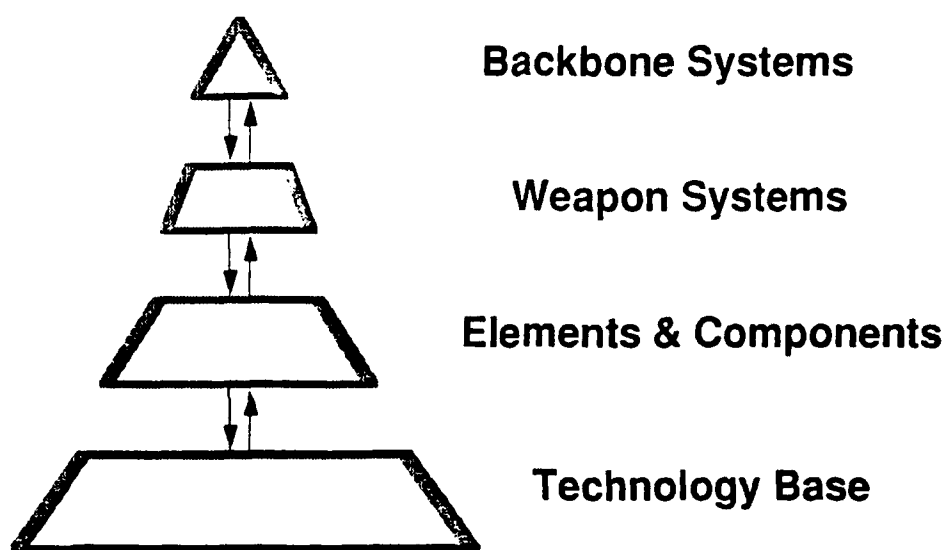 Backbone Systems
Weapon Systems
Elements & Components
Technology Base